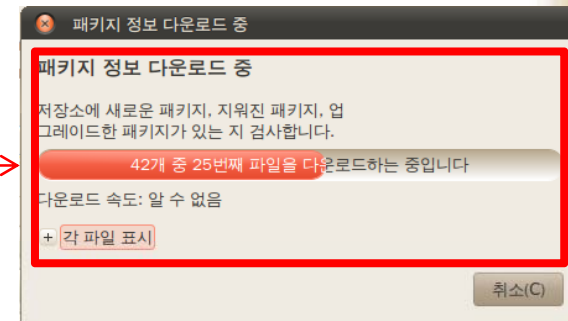 패키지 정보 다운로드 중
패키지 정보 다운로드 중
저장소에 새로운 패키지, 지워진 패키지, 업
그레이드한 패키지가 있는 지 검사합니다.
42개 중 25번째 파일을 다운로드하는 중입니다
다운로드 속도: 알 수 없음
각 파일 표시
취소(C)